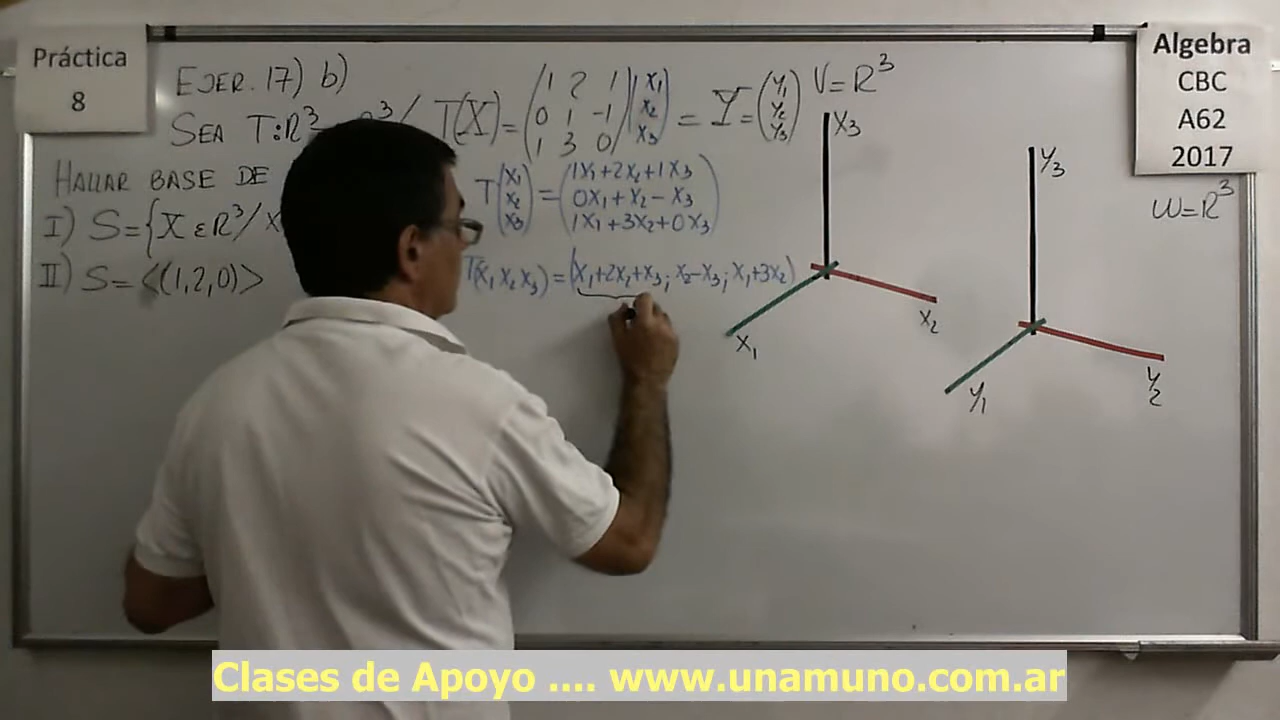 Práctica
8
EJER. 17) b)
SEA T:R³ R³/ T(X) = (1 2 1
0 1 -1
1 3 0) (x₁
x₂
x₃) = Y = (y₁
y₂
y₃)
HALLAR BASE DE
I) S={X ε R³/ X
II) S=<(1,2,0)>
T(x₁
x₂
x₃) = (1x₁+2x₂+1x₃
0x₁+x₂-x₃
1x₁+3x₂+0x₃)
T(x₁ x₂ x₃) = (x₁+2x₂+x₃; x₂-x₃; x₁+3x₂)
V=R³
X₃
X₂
X₁
Y₃
Y₂
Y₁
W=R³
Algebra
CBC
A62
2017
Clases de Apoyo .... www.unamuno.com.ar